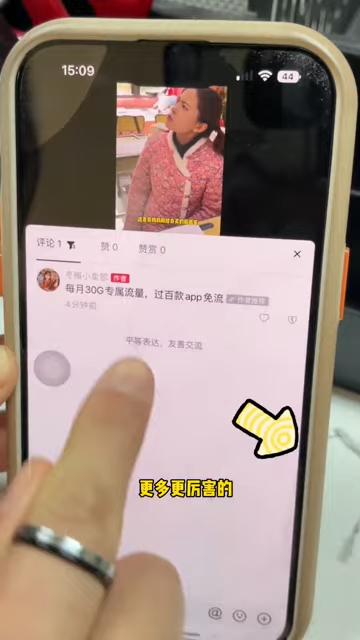 15:09
44
评论 1
赞 0
赞赏 0
作者
每月30G专属流量，过百款app免流
4分钟前
平等表达，友善交流
更多更厉害的